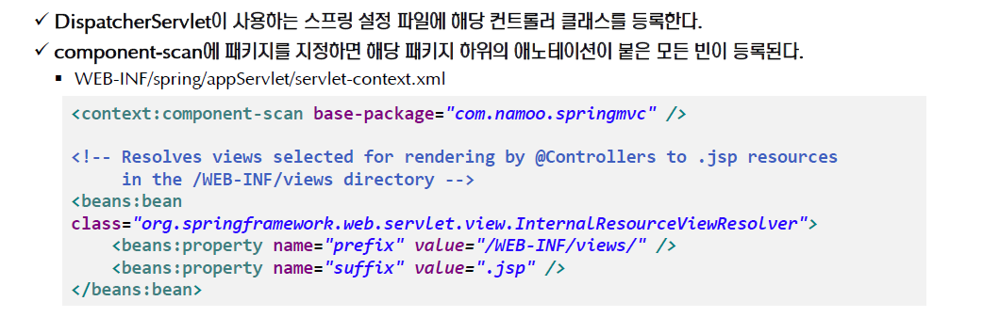 ✓ DispatcherServlet이 사용하는 스프링 설정 파일에 해당 컨트롤러 클래스를 등록한다.
✓ component-scan에 패키지를 지정하면 해당 패키지 하위의 애노테이션이 붙은 모든 빈이 등록된다.
▪ WEB-INF/spring/appServlet/servlet-context.xml
<context:component-scan base-package="com.namoo.springmvc" />
<!-- Resolves views selected for rendering by @Controllers to .jsp resources
in the /WEB-INF/views directory -->
<beans:bean
class="org.springframework.web.servlet.view.InternalResourceViewResolver">
<beans:property name="prefix" value="/WEB-INF/views/" />
<beans:property name="suffix" value=".jsp" />
</beans:bean>